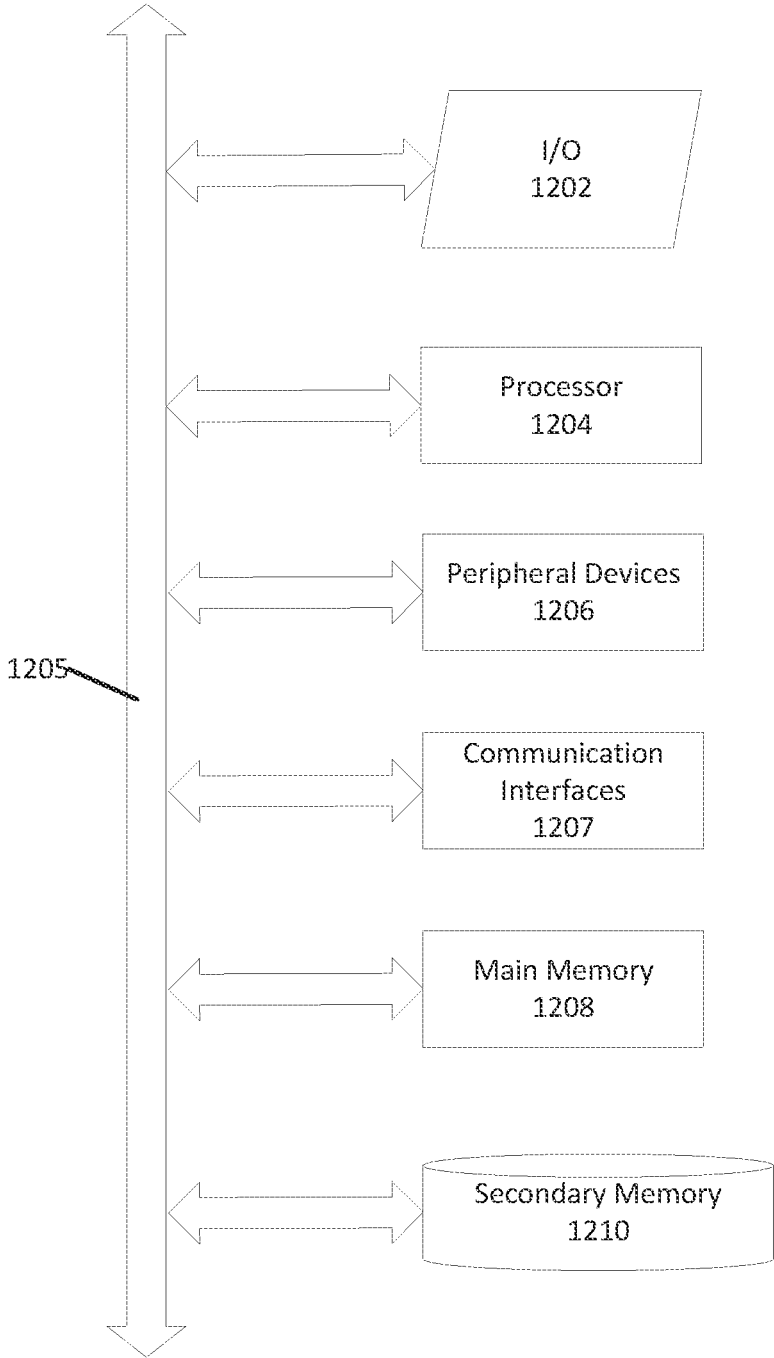 I/O
1202
Processor
1204
Peripheral Devices
1206
1205
Communication
Interfaces
1207
Main Memory
1208
Secondary Memory
1210